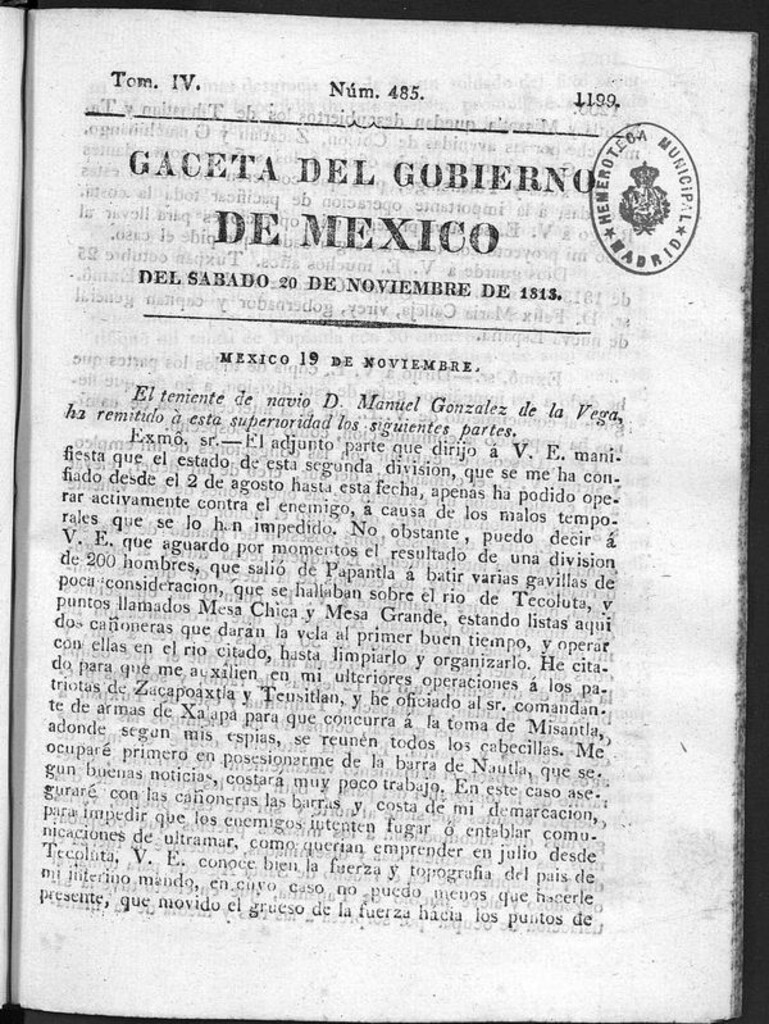 Tom. IV.
Núm. 485.
1199.
GACETA DEL GOBIERNO
DE MEXICO
DEL SABADO 20 DE NOVIEMBRE DE 1813.
HEMEROTECA MUNICIPAL
★ MADRID ★
MEXICO 19 DE NOVIEMBRE.
El teniente de navio D. Manuel Gonzalez de la Vega,
ha remitido à esta superioridad los siguientes partes.
Exmô. sr.—El adjunto parte que dirijo á V. E. mani-
fiesta que el estado de esta segunda division, que se me ha con-
fiado desde el 2 de agosto hasta esta fecha, apenas ha podido ope-
rar activamente contra el enemigo, á causa de los malos tempo-
rales que se lo han impedido. No obstante, puedo decir á
V. E. que aguardo por momentos el resultado de una division
de 200 hombres, que salió de Papantla á batir varias gavillas de
poca consideracion, que se hallaban sobre el rio de Tecoluta, y
puntos llamados Mesa Chica y Mesa Grande, estando listas aqui
dos cañoneras que darán la vela al primer buen tiempo, y operar
con ellas en el rio citado, hasta limpiarlo y organizarlo. He cita-
do para que me auxîlien en mi ulteriores operaciones á los pa-
triotas de Zacapoaxtla y Teusitlan, y he oficiado al sr. comandan-
te de armas de Xalapa para que concurra á la toma de Misantla,
adonde segun mis espias, se reunén todos los cabecillas. Me
ocuparé primero en posesionarme de la barra de Nautla, que se-
gun buenas noticias, costará muy poco trabajo. En este caso ase-
guraré con las cañoneras las barras y costa de mi demarcacion,
para impedir que los enemigos intenten fugar ó entablar comu-
nicaciones de ultramar, como querian emprender en julio desde
Tecoluta. V. E. conoce bien la fuerza y topografia del pais de
mi interino mando, en cuyo caso no puedo menos que hacerle
presente, que movido el grueso de la fuerza hácia los puntos de